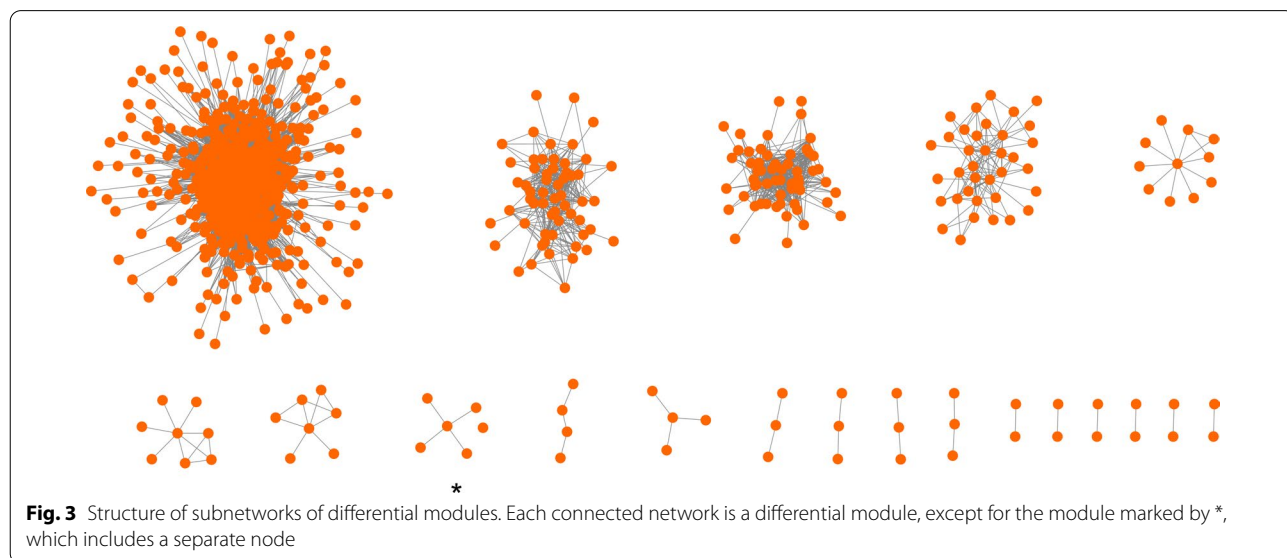 *
Fig. 3 Structure of subnetworks of differential modules. Each connected network is a differential module, except for the module marked by *,
which includes a separate node